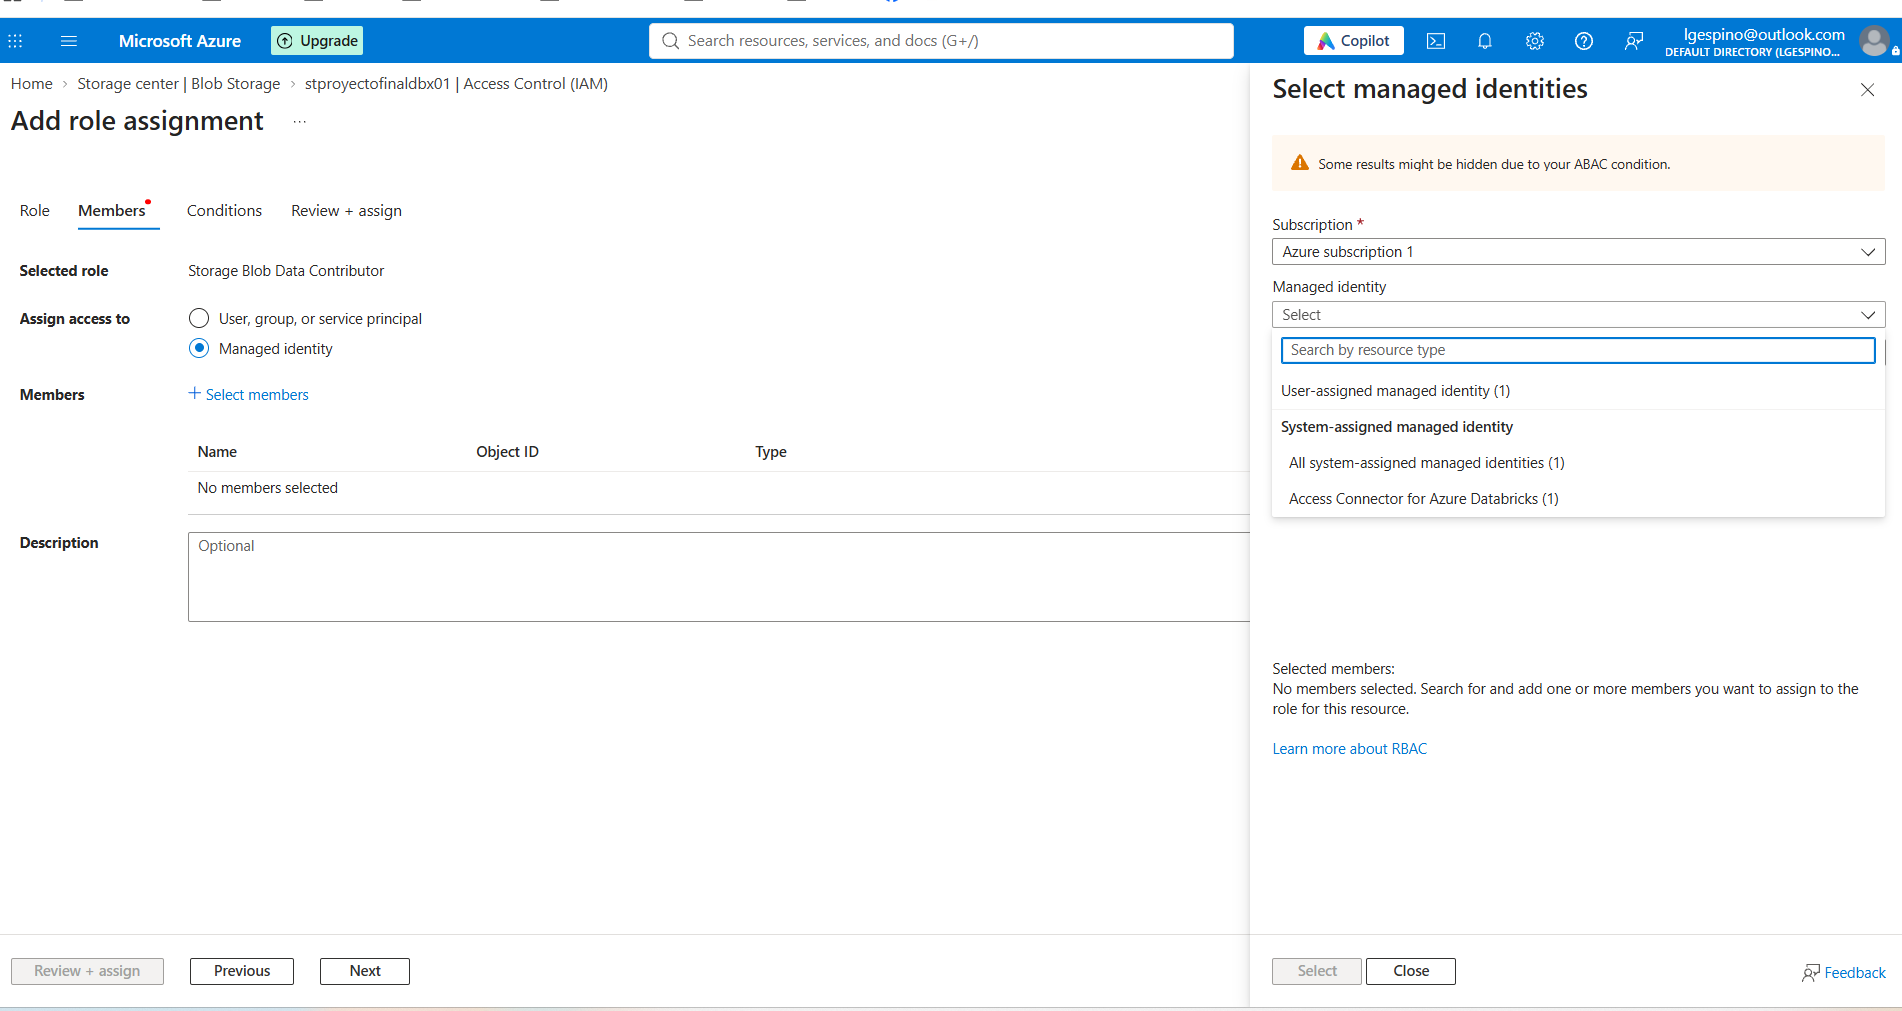 Microsoft Azure
Upgrade
Search resources, services, and docs (G+/)
Copilot
lgespino@outlook.com
DEFAULT DIRECTORY (LGESPINO...
Home > Storage center | Blob Storage > stproyectofinaldbx01 | Access Control (IAM)
Add role assignment ...
Role
Members
Conditions
Review + assign
Selected role
Storage Blob Data Contributor
Assign access to
User, group, or service principal
Managed identity
Members
+ Select members
Name
Object ID
Type
No members selected
Description
Optional
Review + assign
Previous
Next
Select managed identities
Some results might be hidden due to your ABAC condition.
Subscription *
Azure subscription 1
Managed identity
Select
Search by resource type
User-assigned managed identity (1)
System-assigned managed identity
All system-assigned managed identities (1)
Access Connector for Azure Databricks (1)
Selected members:
No members selected. Search for and add one or more members you want to assign to the
role for this resource.
Learn more about RBAC
Select
Close
Feedback